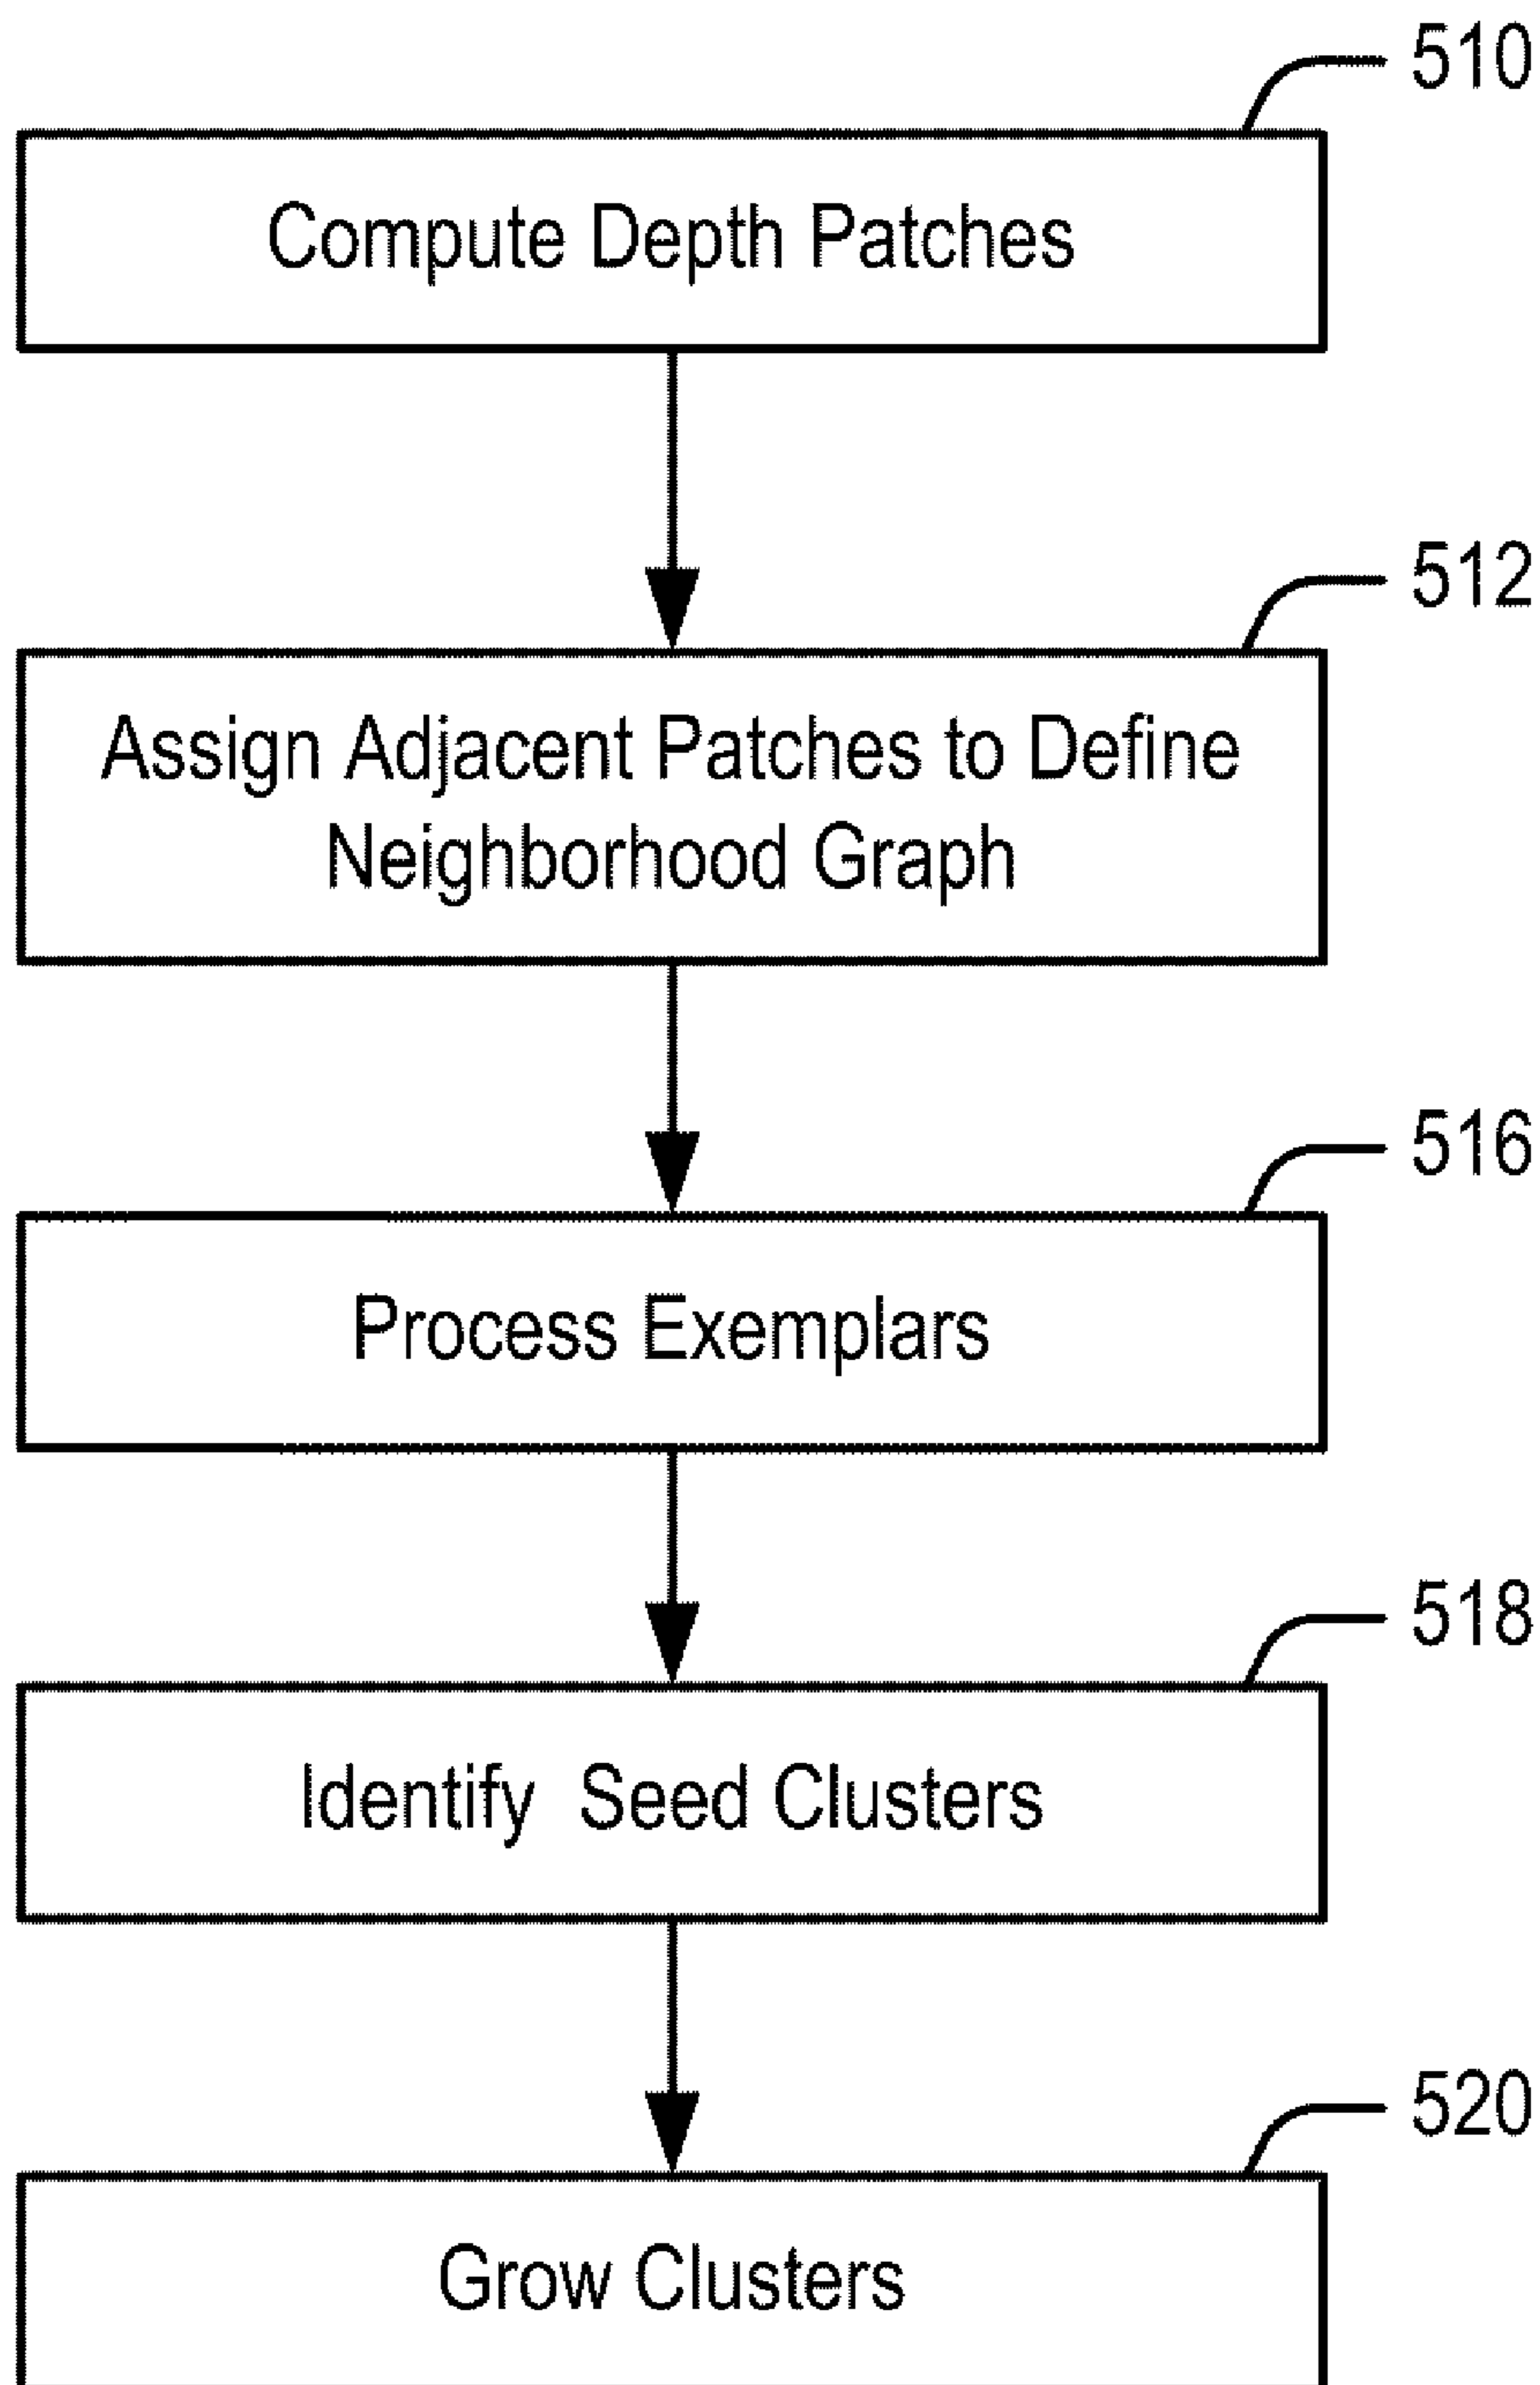 510
Compute Depth Patches
512
Assign Adjacent Patches to Define
Neighborhood Graph
516
Process Exemplars
518
Identify Seed Clusters
520
Grow Clusters